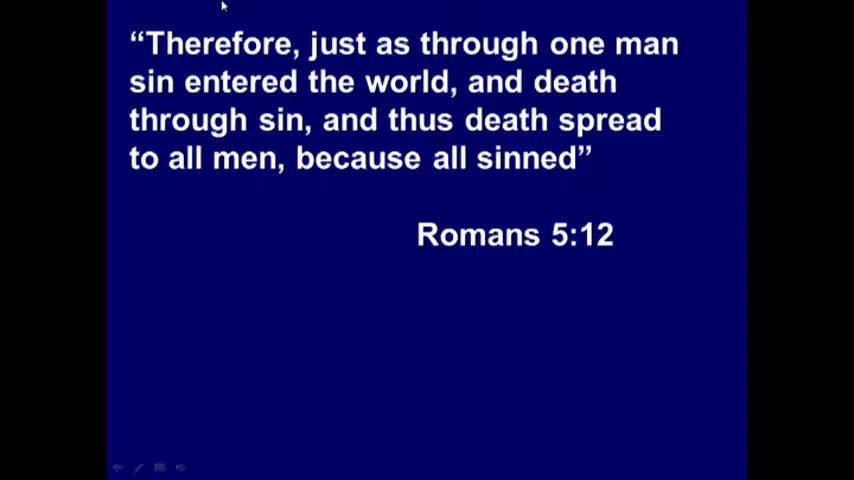 “Therefore, just as through one man
sin entered the world, and death
through sin, and thus death spread
to all men, because all sinned”
Romans 5:12